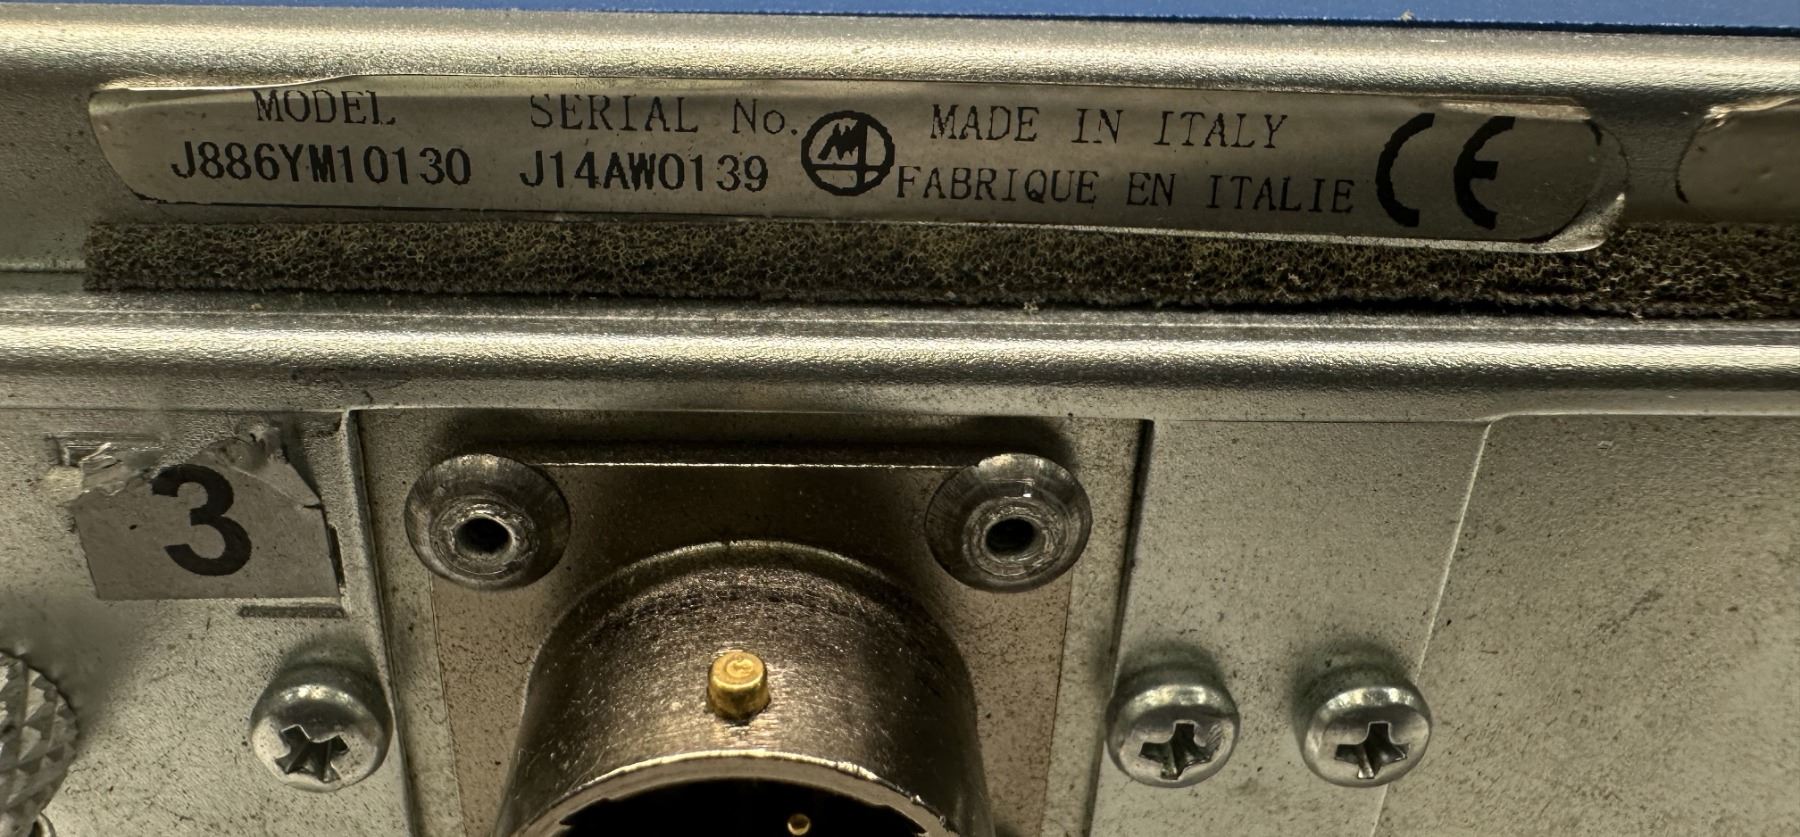 MODEL SERIAL No. MADE IN ITALY
J886YM10130 J14AW0139 FABRIQUE EN ITALIE CE
3